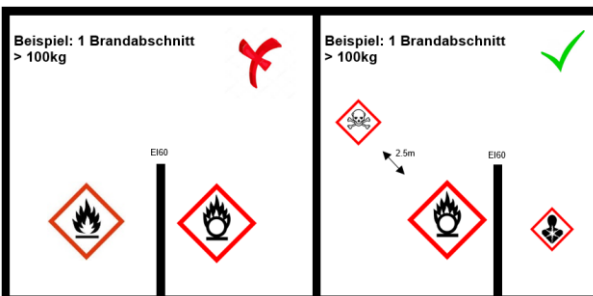 Beispiel: 1 Brandabschnitt
> 100kg
EI60
Beispiel: 1 Brandabschnitt
> 100kg
2.5m
EI60